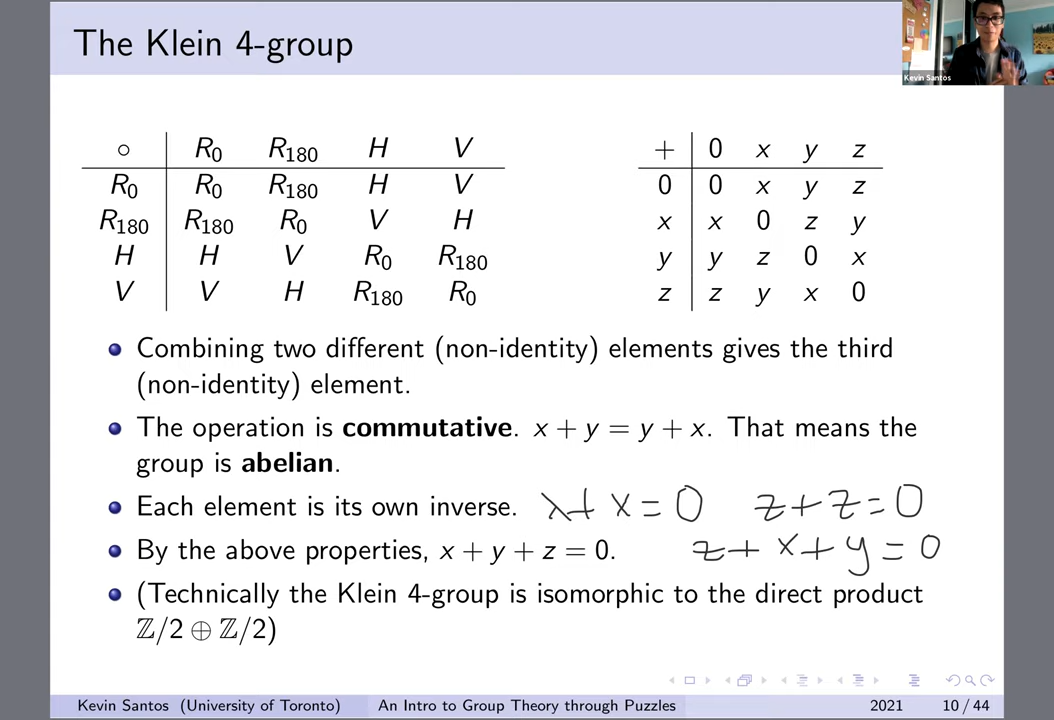 The Klein 4-group
Kevin Santos
∘ R₀ R₁₈₀ H V
R₀ R₀ R₁₈₀ H V
R₁₈₀ R₁₈₀ R₀ V H
H H V R₀ R₁₈₀
V V H R₁₈₀ R₀
+ 0 x y z
0 0 x y z
x x 0 z y
y y z 0 x
z z y x 0
• Combining two different (non-identity) elements gives the third
(non-identity) element.
• The operation is commutative. x + y = y + x. That means the
group is abelian.
• Each element is its own inverse. x + x = 0 z + z = 0
• By the above properties, x + y + z = 0. z + x + y = 0
• (Technically the Klein 4-group is isomorphic to the direct product
ℤ/2 ⊕ ℤ/2)
Kevin Santos (University of Toronto) An Intro to Group Theory through Puzzles 2021 10 / 44